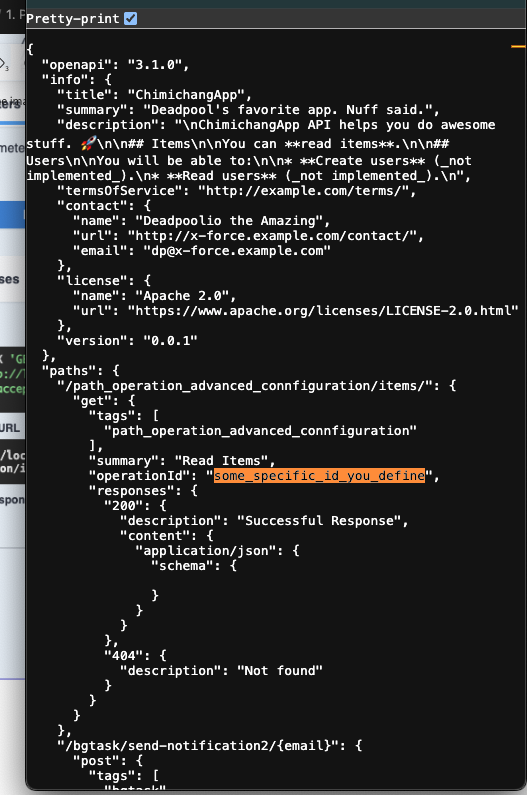 Pretty-print
{
"openapi": "3.1.0",
"info": {
"title": "ChimichangApp",
"summary": "Deadpool's favorite app. Nuff said.",
"description": "\nChimichangApp API helps you do awesome
stuff. 🚀\n\n## Items\n\nYou can **read items**.\n\n##
Users\n\nYou will be able to:\n\n* **Create users** (_not
implemented_).\n* **Read users** (_not implemented_).\n",
"termsOfService": "http://example.com/terms/",
"contact": {
"name": "Deadpoolio the Amazing",
"url": "http://x-force.example.com/contact/",
"email": "dp@x-force.example.com"
},
"license": {
"name": "Apache 2.0",
"url": "https://www.apache.org/licenses/LICENSE-2.0.html"
},
"version": "0.0.1"
},
"paths": {
"/path_operation_advanced_connfiguration/items/": {
"get": {
"tags": [
"path_operation_advanced_connfiguration"
],
"summary": "Read Items",
"operationId": "some_specific_id_you_define",
"responses": {
"200": {
"description": "Successful Response",
"content": {
"application/json": {
"schema": {
}
}
}
},
"404": {
"description": "Not found"
}
}
}
},
"/bgtask/send-notification2/{email}": {
"post": {
"tags": [
"bgtask"